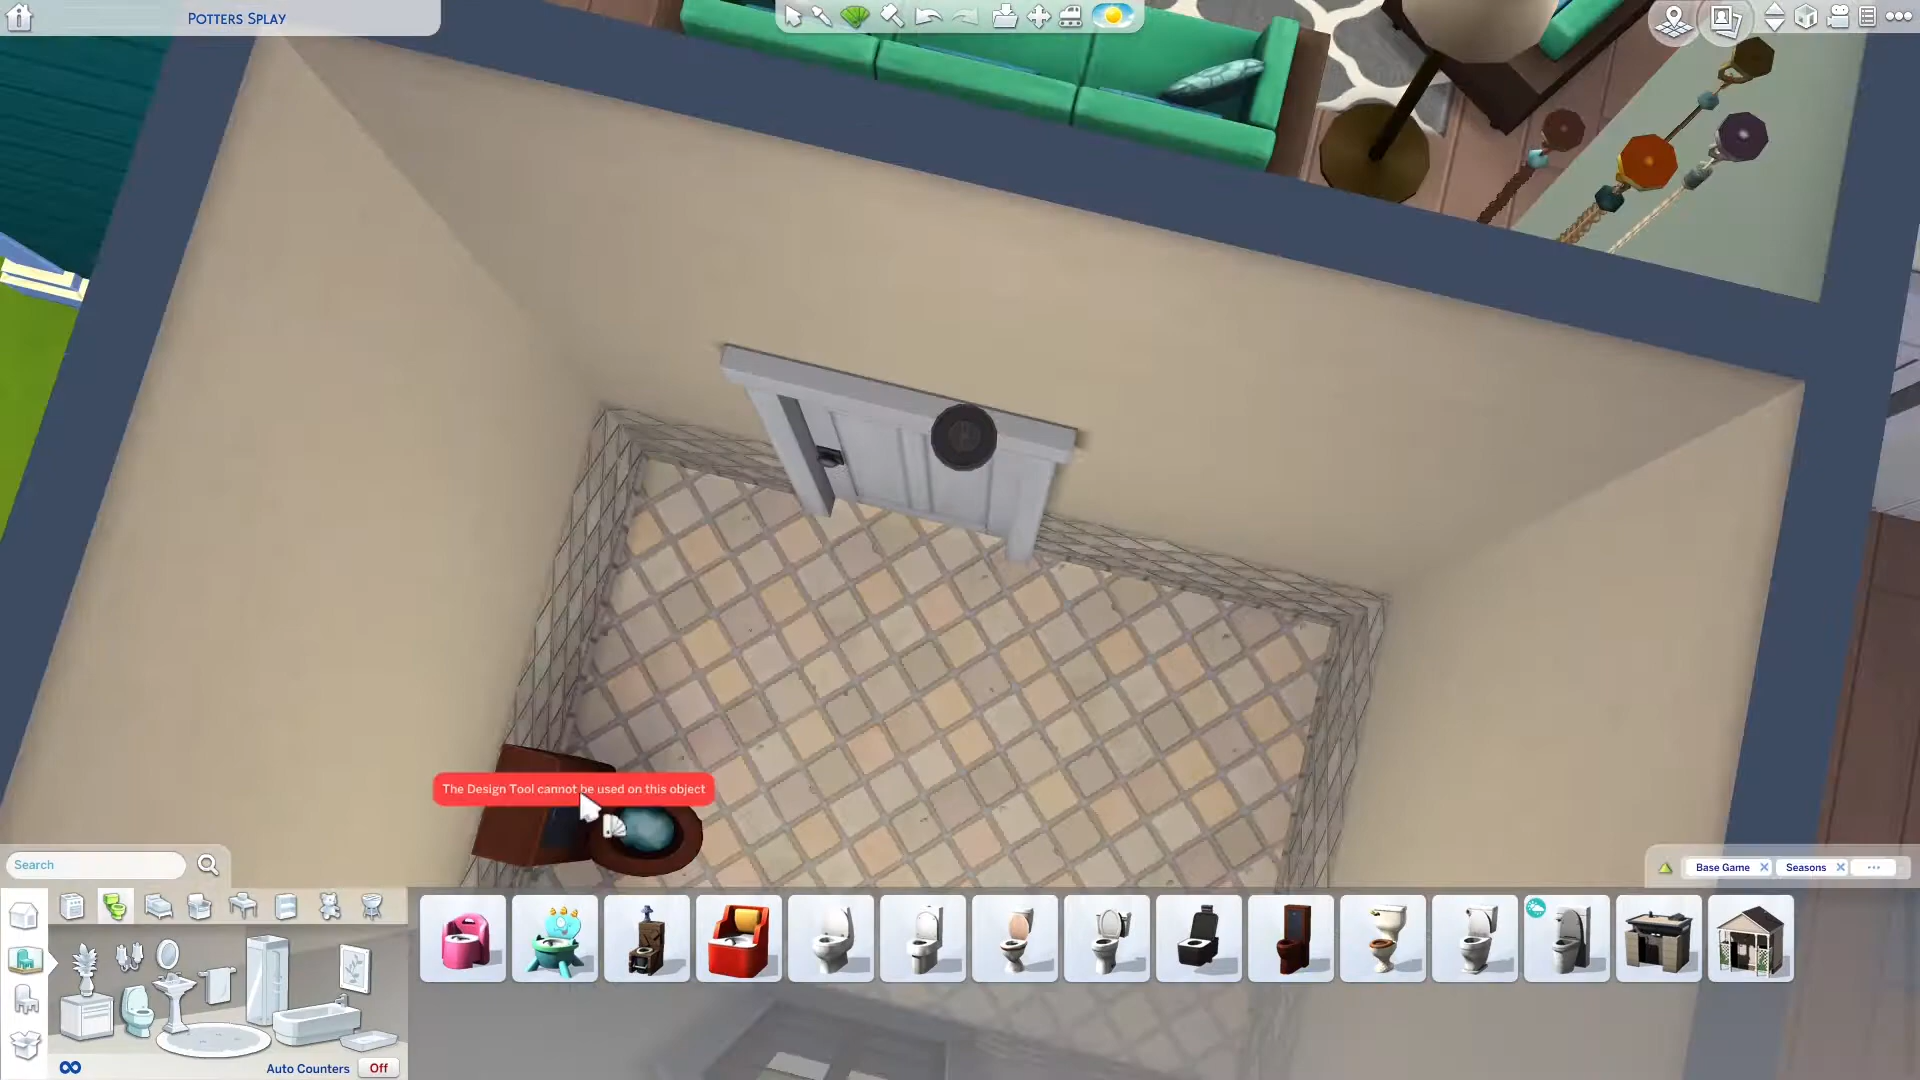 Potters Splay
The Design Tool cannot be used on this object
Search
Base Game
Seasons
Auto Counters
Off